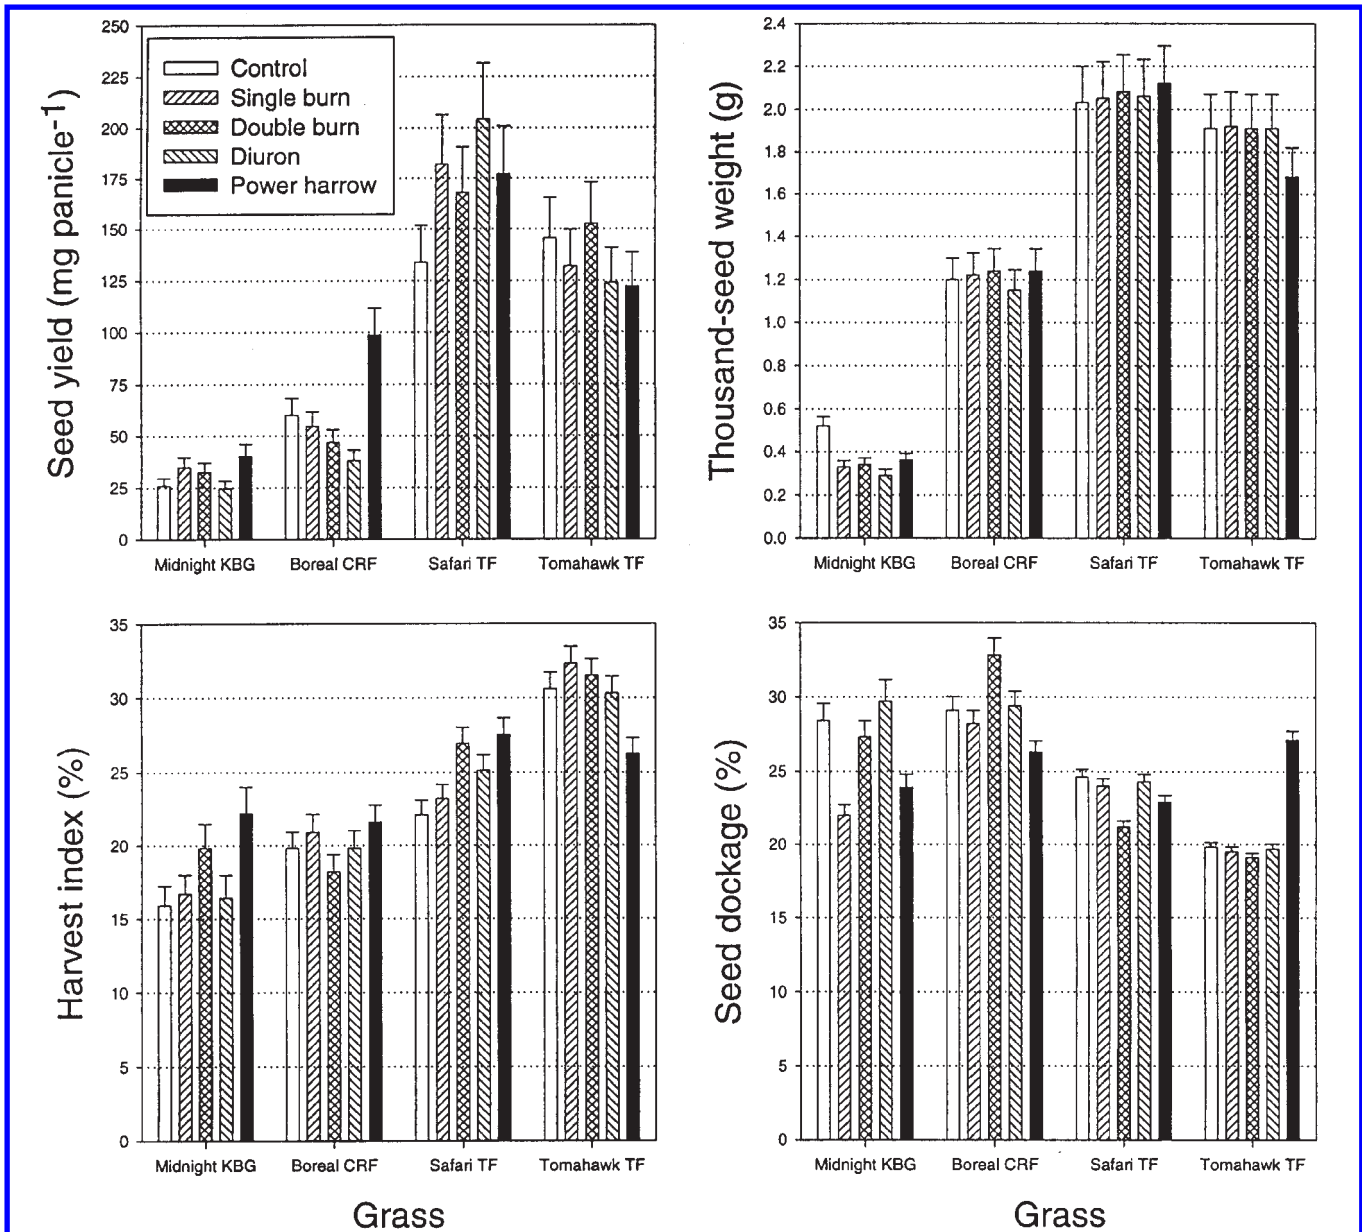 Seed yield (mg panicle-1)
250
225
200
175
150
125
100
75
50
25
0
Control
Single burn
Double burn
Diuron
Power harrow
Midnight KBG Boreal CRF Safari TF Tomahawk TF
Thousand-seed weight (g)
2.4
2.2
2.0
1.8
1.6
1.4
1.2
1.0
0.8
0.6
0.4
0.2
0.0
Midnight KBG Boreal CRF Safari TF Tomahawk TF
Harvest index (%)
35
30
25
20
15
10
5
0
Midnight KBG Boreal CRF Safari TF Tomahawk TF
Grass
Seed dockage (%)
35
30
25
20
15
10
5
0
Midnight KBG Boreal CRF Safari TF Tomahawk TF
Grass